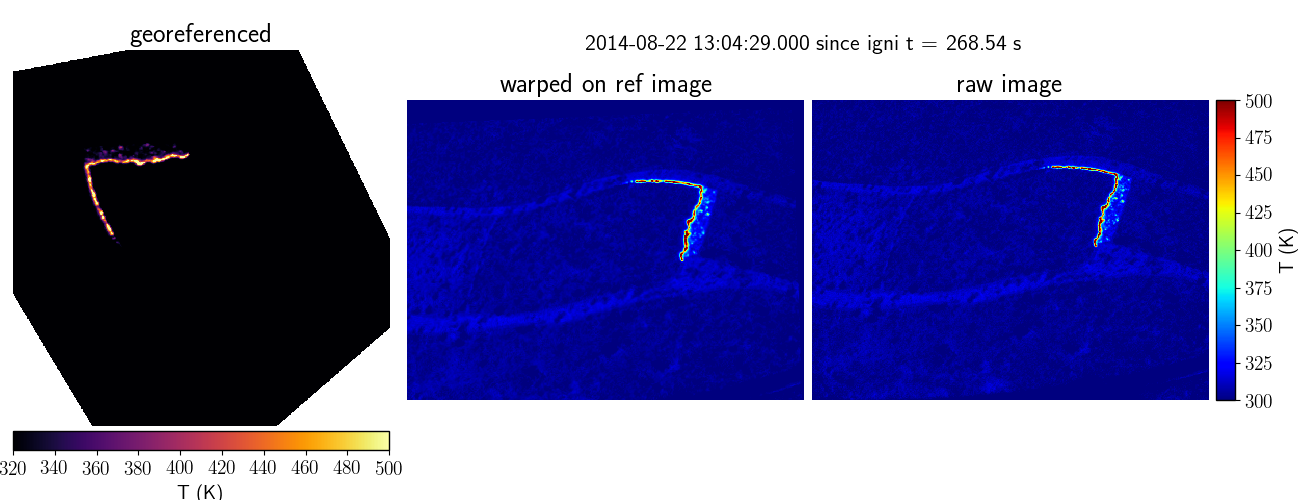 georeferenced
2014-08-22 13:04:29.000 since igni t = 268.54 s
warped on ref image
raw image
500
475
450
425
400
375
350
325
300
T (K)
320 340 360 380 400 420 440 460 480 500
T (K)